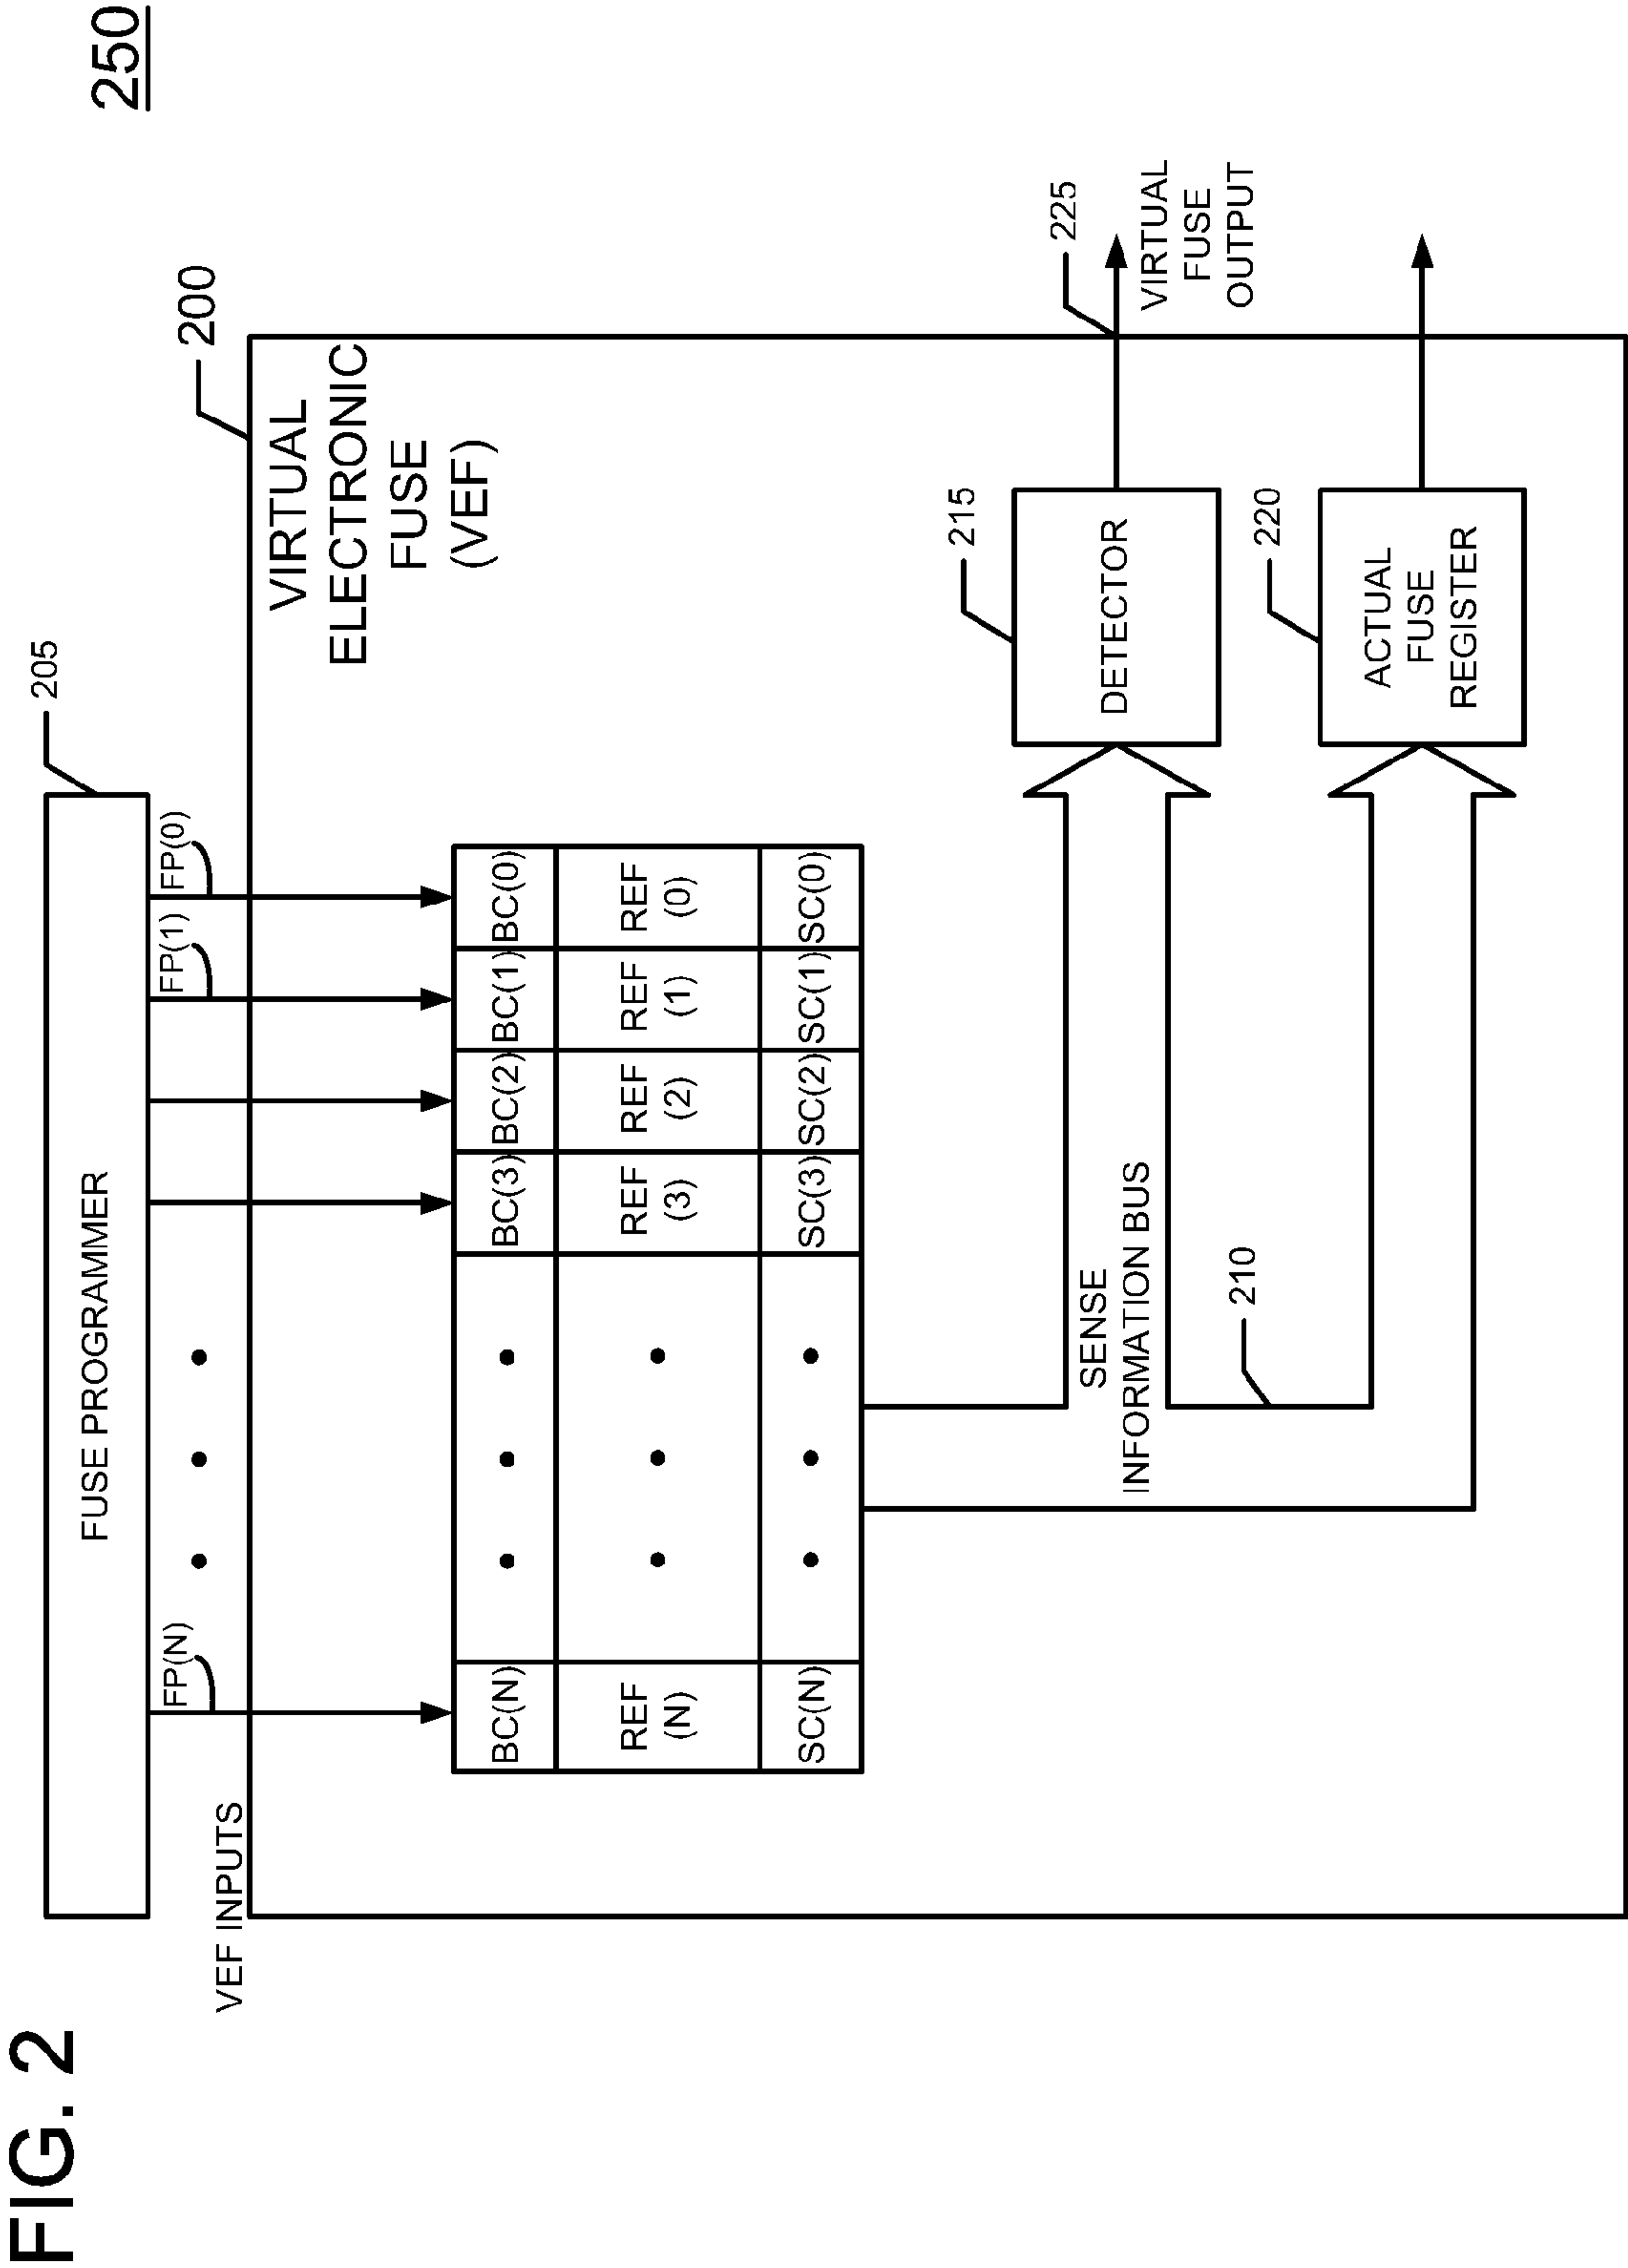 FIG. 2
250
205
FUSE PROGRAMMER
FP(N)
FP(1)
FP(0)
VEF INPUTS
200
VIRTUAL
ELECTRONIC
FUSE
(VEF)
BC(N)
BC(3)
BC(2)
BC(1)
BC(0)
REF
(N)
REF
(3)
REF
(2)
REF
(1)
REF
(0)
SC(N)
SC(3)
SC(2)
SC(1)
SC(0)
SENSE
INFORMATION BUS
210
215
DETECTOR
225
VIRTUAL
FUSE
OUTPUT
220
ACTUAL
FUSE
REGISTER